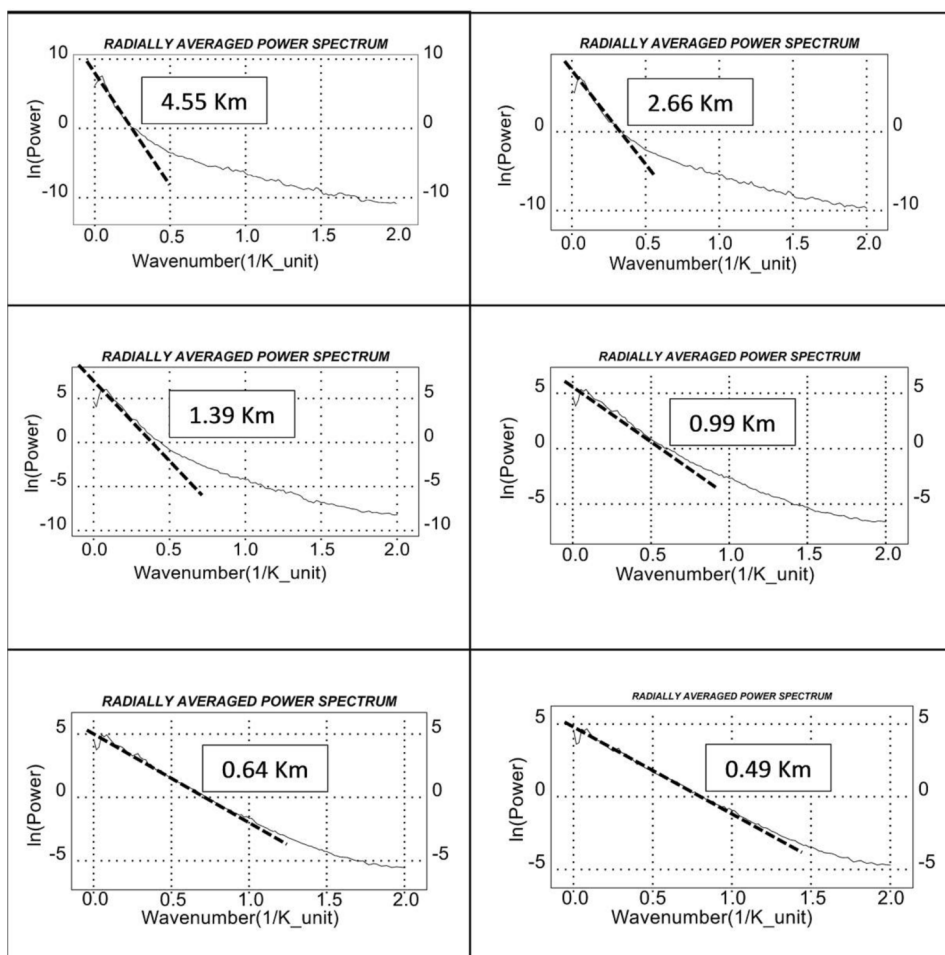 RADIALLY AVERAGED POWER SPECTRUM
10 10
4.55 Km
0 0
-10 -10
ln(Power)
0.0 0.5 1.0 1.5 2.0
Wavenumber(1/K_unit)
RADIALLY AVERAGED POWER SPECTRUM
10 10
2.66 Km
0 0
-10 -10
ln(Power)
0.0 0.5 1.0 1.5 2.0
Wavenumber(1/K_unit)
RADIALLY AVERAGED POWER SPECTRUM
5 5
1.39 Km
0 0
-5 -5
-10 -10
ln(Power)
0.0 0.5 1.0 1.5 2.0
Wavenumber(1/K_unit)
RADIALLY AVERAGED POWER SPECTRUM
5 5
0.99 Km
0 0
-5 -5
ln(Power)
0.0 0.5 1.0 1.5 2.0
Wavenumber(1/K_unit)
RADIALLY AVERAGED POWER SPECTRUM
5 5
0.64 Km
0 0
-5 -5
ln(Power)
0.0 0.5 1.0 1.5 2.0
Wavenumber(1/K_unit)
RADIALLY AVERAGED POWER SPECTRUM
5 5
0.49 Km
0 0
-5 -5
ln(Power)
0.0 0.5 1.0 1.5 2.0
Wavenumber(1/K_unit)